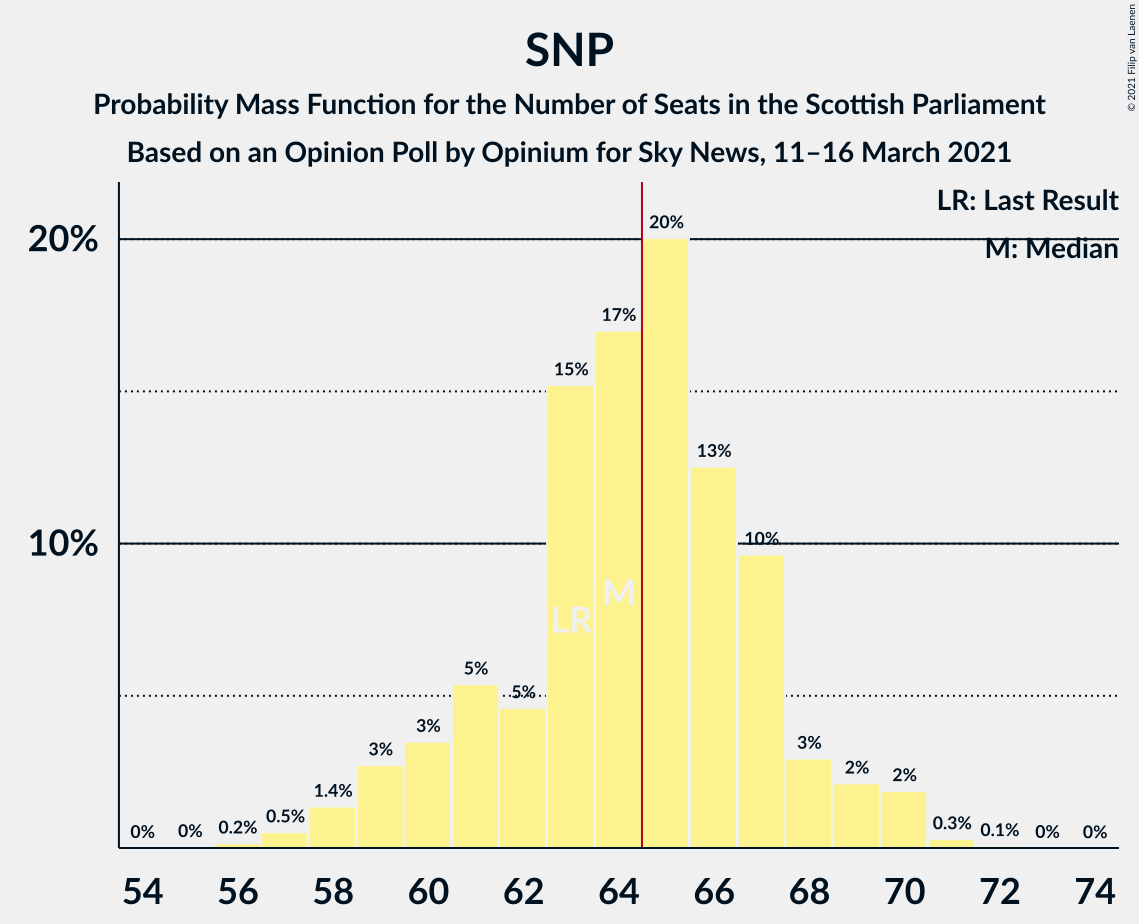 SNP
Probability Mass Function for the Number of Seats in the Scottish Parliament
Based on an Opinion Poll by Opinium for Sky News, 11–16 March 2021
© 2021 Filip van Laenen
LR: Last Result
M: Median
20%
10%
0% 0% 0.2% 0.5% 1.4% 3% 3% 5% 5% 15% 17% 20% 13% 10% 3% 2% 2% 0.3% 0.1% 0% 0%
LR M
54 56 58 60 62 64 66 68 70 72 74